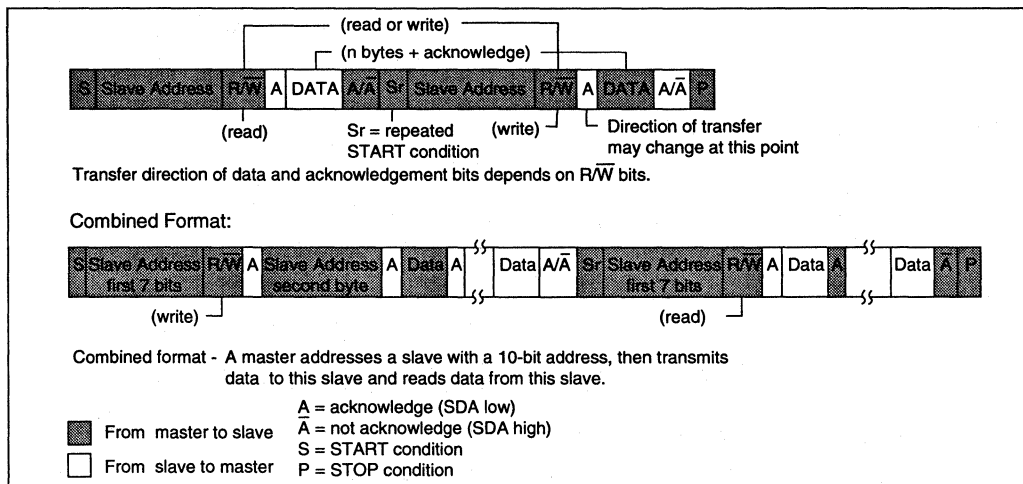 (read or write)
(n bytes + acknowledge)
S Slave Address R/W̅ A DATA A/A̅ Sr Slave Address R/W̅ A DATA A/A̅ P
(read) Sr = repeated START condition (write) Direction of transfer may change at this point
Transfer direction of data and acknowledgement bits depends on R/W̅ bits.
Combined Format:
S Slave Address first 7 bits R/W̅ A Slave Address second byte A Data A Data A/A̅ Sr Slave Address first 7 bits R/W̅ A Data A Data A̅ P
(write) (read)
Combined format - A master addresses a slave with a 10-bit address, then transmits
data to this slave and reads data from this slave.
A = acknowledge (SDA low)
A̅ = not acknowledge (SDA high)
S = START condition
P = STOP condition
From master to slave
From slave to master